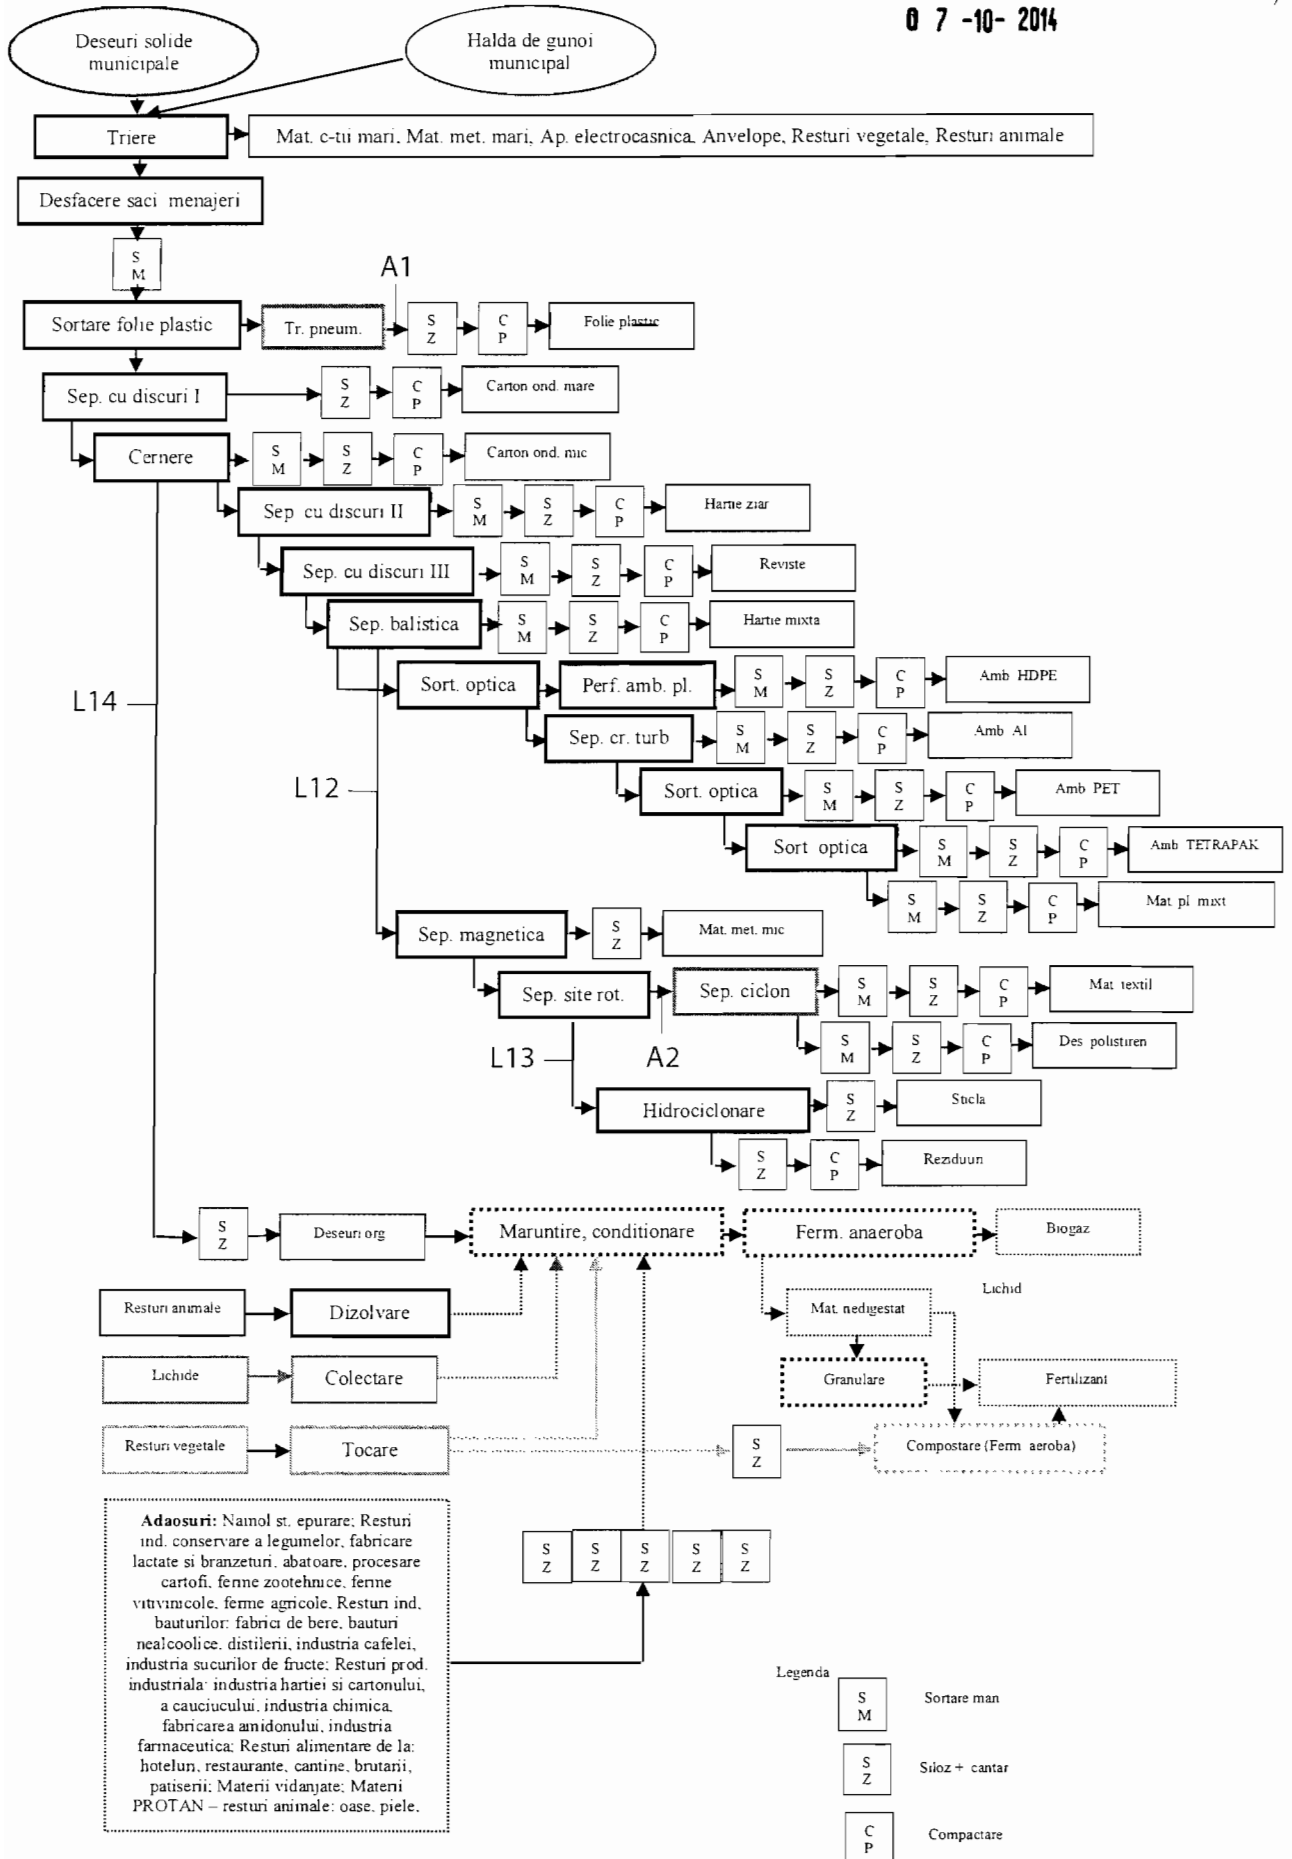 0 7 -10- 2014
Deseuri solide
municipale
Halda de gunoi
municipal
Triere
Mat. c-tii mari, Mat. met. mari, Ap. electrocasnica, Anvelope, Resturi vegetale, Resturi animale
Desfacere saci menajeri
S
M
A1
Sortare folie plastic
Tr. pneum.
S
Z
C
P
Folie plastic
Sep. cu discuri I
S
Z
C
P
Carton ond. mare
Cernere
S
M
S
Z
C
P
Carton ond. mic
Sep cu discuri II
S
M
S
Z
C
P
Hartie ziar
Sep. cu discuri III
S
M
S
Z
C
P
Reviste
Sep. balistica
S
M
S
Z
C
P
Hartie mixta
L14
Sort. optica
Perf. amb. pl.
S
M
S
Z
C
P
Amb HDPE
Sep. cr. turb
S
M
S
Z
C
P
Amb Al
L12
Sort. optica
S
M
S
Z
C
P
Amb PET
Sort optica
S
M
S
Z
C
P
Amb TETRAPAK
S
M
S
Z
C
P
Mat pl mixt
Sep. magnetica
S
Z
Mat. met. mic
Sep. site rot.
Sep. ciclon
S
M
S
Z
C
P
Mat textil
L13
A2
S
M
S
Z
C
P
Des polistiren
Hidrociclonare
S
Z
Sticla
S
Z
C
P
Reziduuri
S
Z
Deseuri org
Maruntire, conditionare
Ferm. anaeroba
Biogaz
Lichid
Resturi animale
Dizolvare
Mat. nedigestat
Lichide
Colectare
Granulare
Fertilizant
Resturi vegetale
Tocare
S
Z
Compostare (Ferm aeroba)
Adaosuri: Namol st. epurare; Resturi
ind. conservare a legumelor, fabricare
lactate si branzeturi, abatoare, procesare
cartofi, ferme zootehnice, ferme
vitivinicole, ferme agricole, Resturi ind.
bauturilor: fabrici de bere, bauturi
nealcoolice, distilerii, industria cafelei,
industria sucurilor de fructe; Resturi prod.
industriala: industria hartiei si cartonului,
a cauciucului, industria chimica,
fabricarea amidonului, industria
farmaceutica; Resturi alimentare de la:
hoteluri, restaurante, cantine, brutarii,
patiserii; Materii vidanjate; Materii
PROTAN – resturi animale: oase, piele,
S
Z
S
Z
S
Z
S
Z
S
Z
Legenda
S
M
Sortare man
S
Z
Siloz + cantar
C
P
Compactare